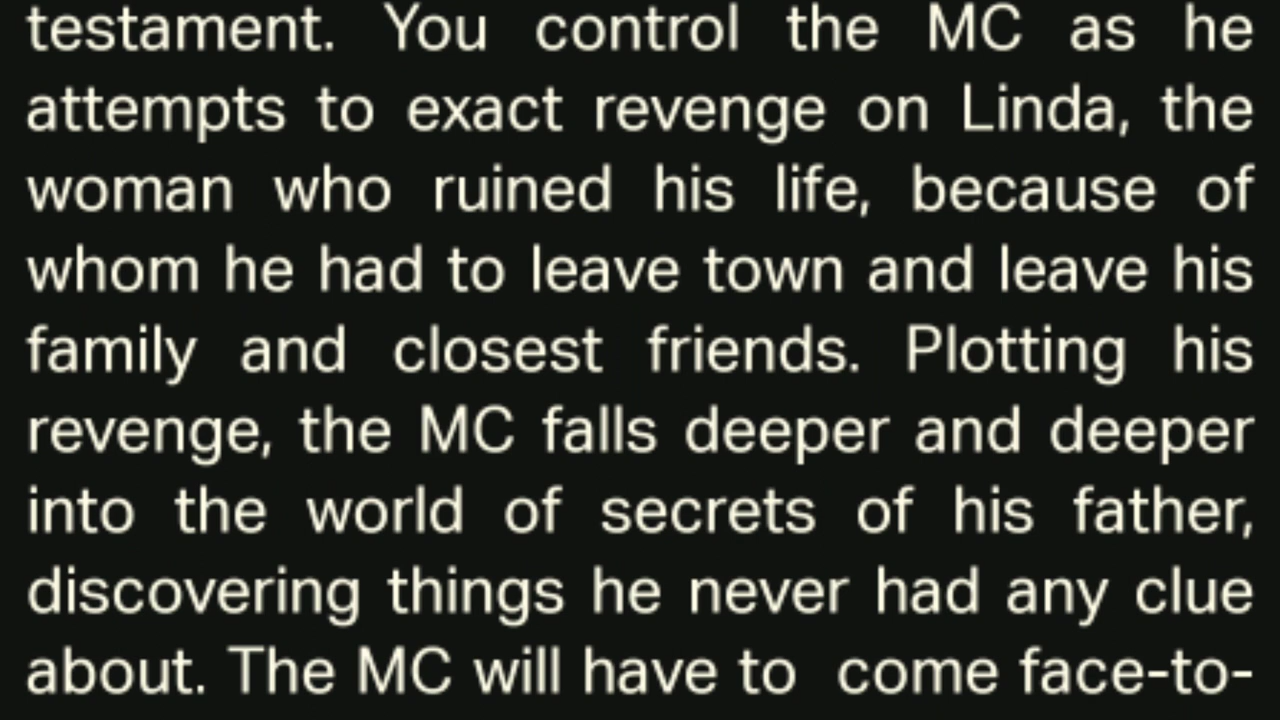 testament. You control the MC as he
attempts to exact revenge on Linda, the
woman who ruined his life, because of
whom he had to leave town and leave his
family and closest friends. Plotting his
revenge, the MC falls deeper and deeper
into the world of secrets of his father,
discovering things he never had any clue
about. The MC will have to  come face-to-